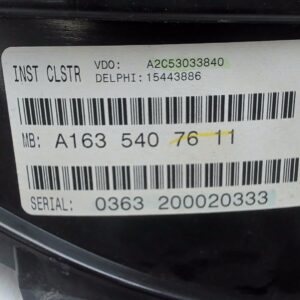 INST CLSTR
VDO: A2C53033840
DELPHI: 15443886
MB: A163 540 76 11
SERIAL: 0363 200020333